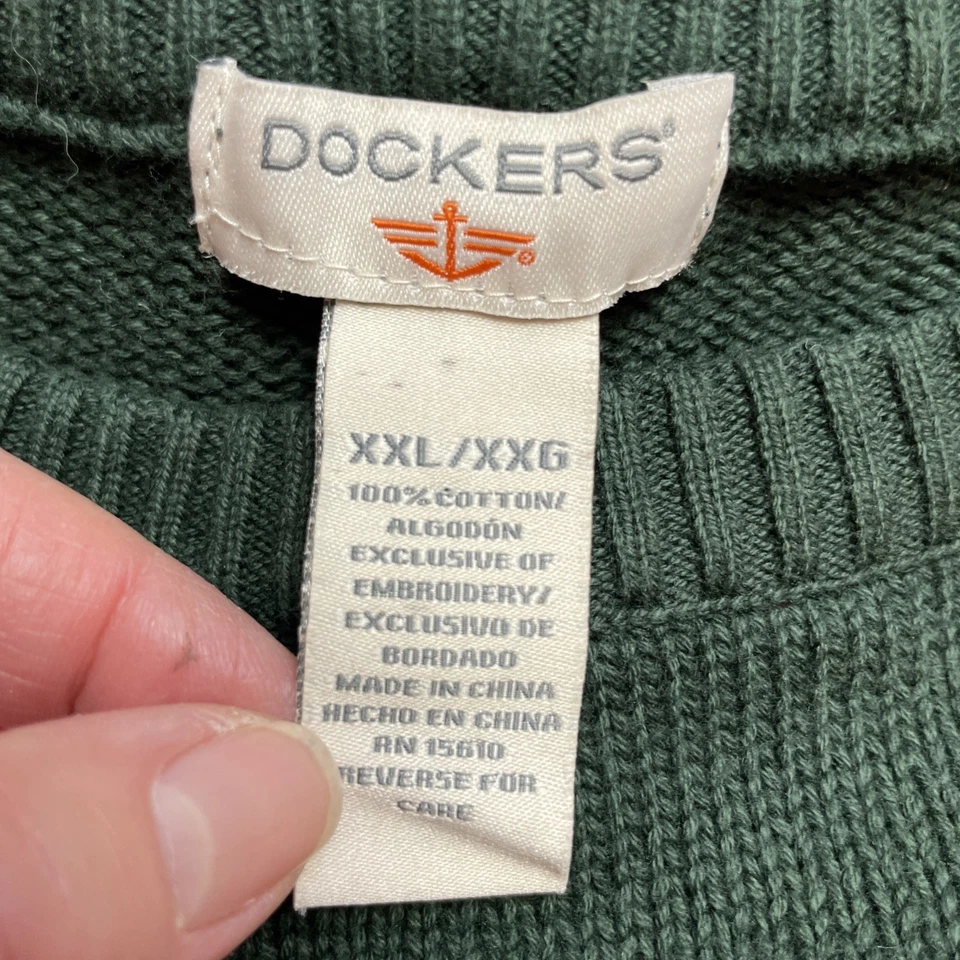 DOCKERS®
®
XXL/XXG
100% COTTON/
ALGODÓN
EXCLUSIVE OF
EMBROIDERY/
EXCLUSIVO DE
BORDADO
MADE IN CHINA
HECHO EN CHINA
RN 15610
REVERSE FOR
CARE